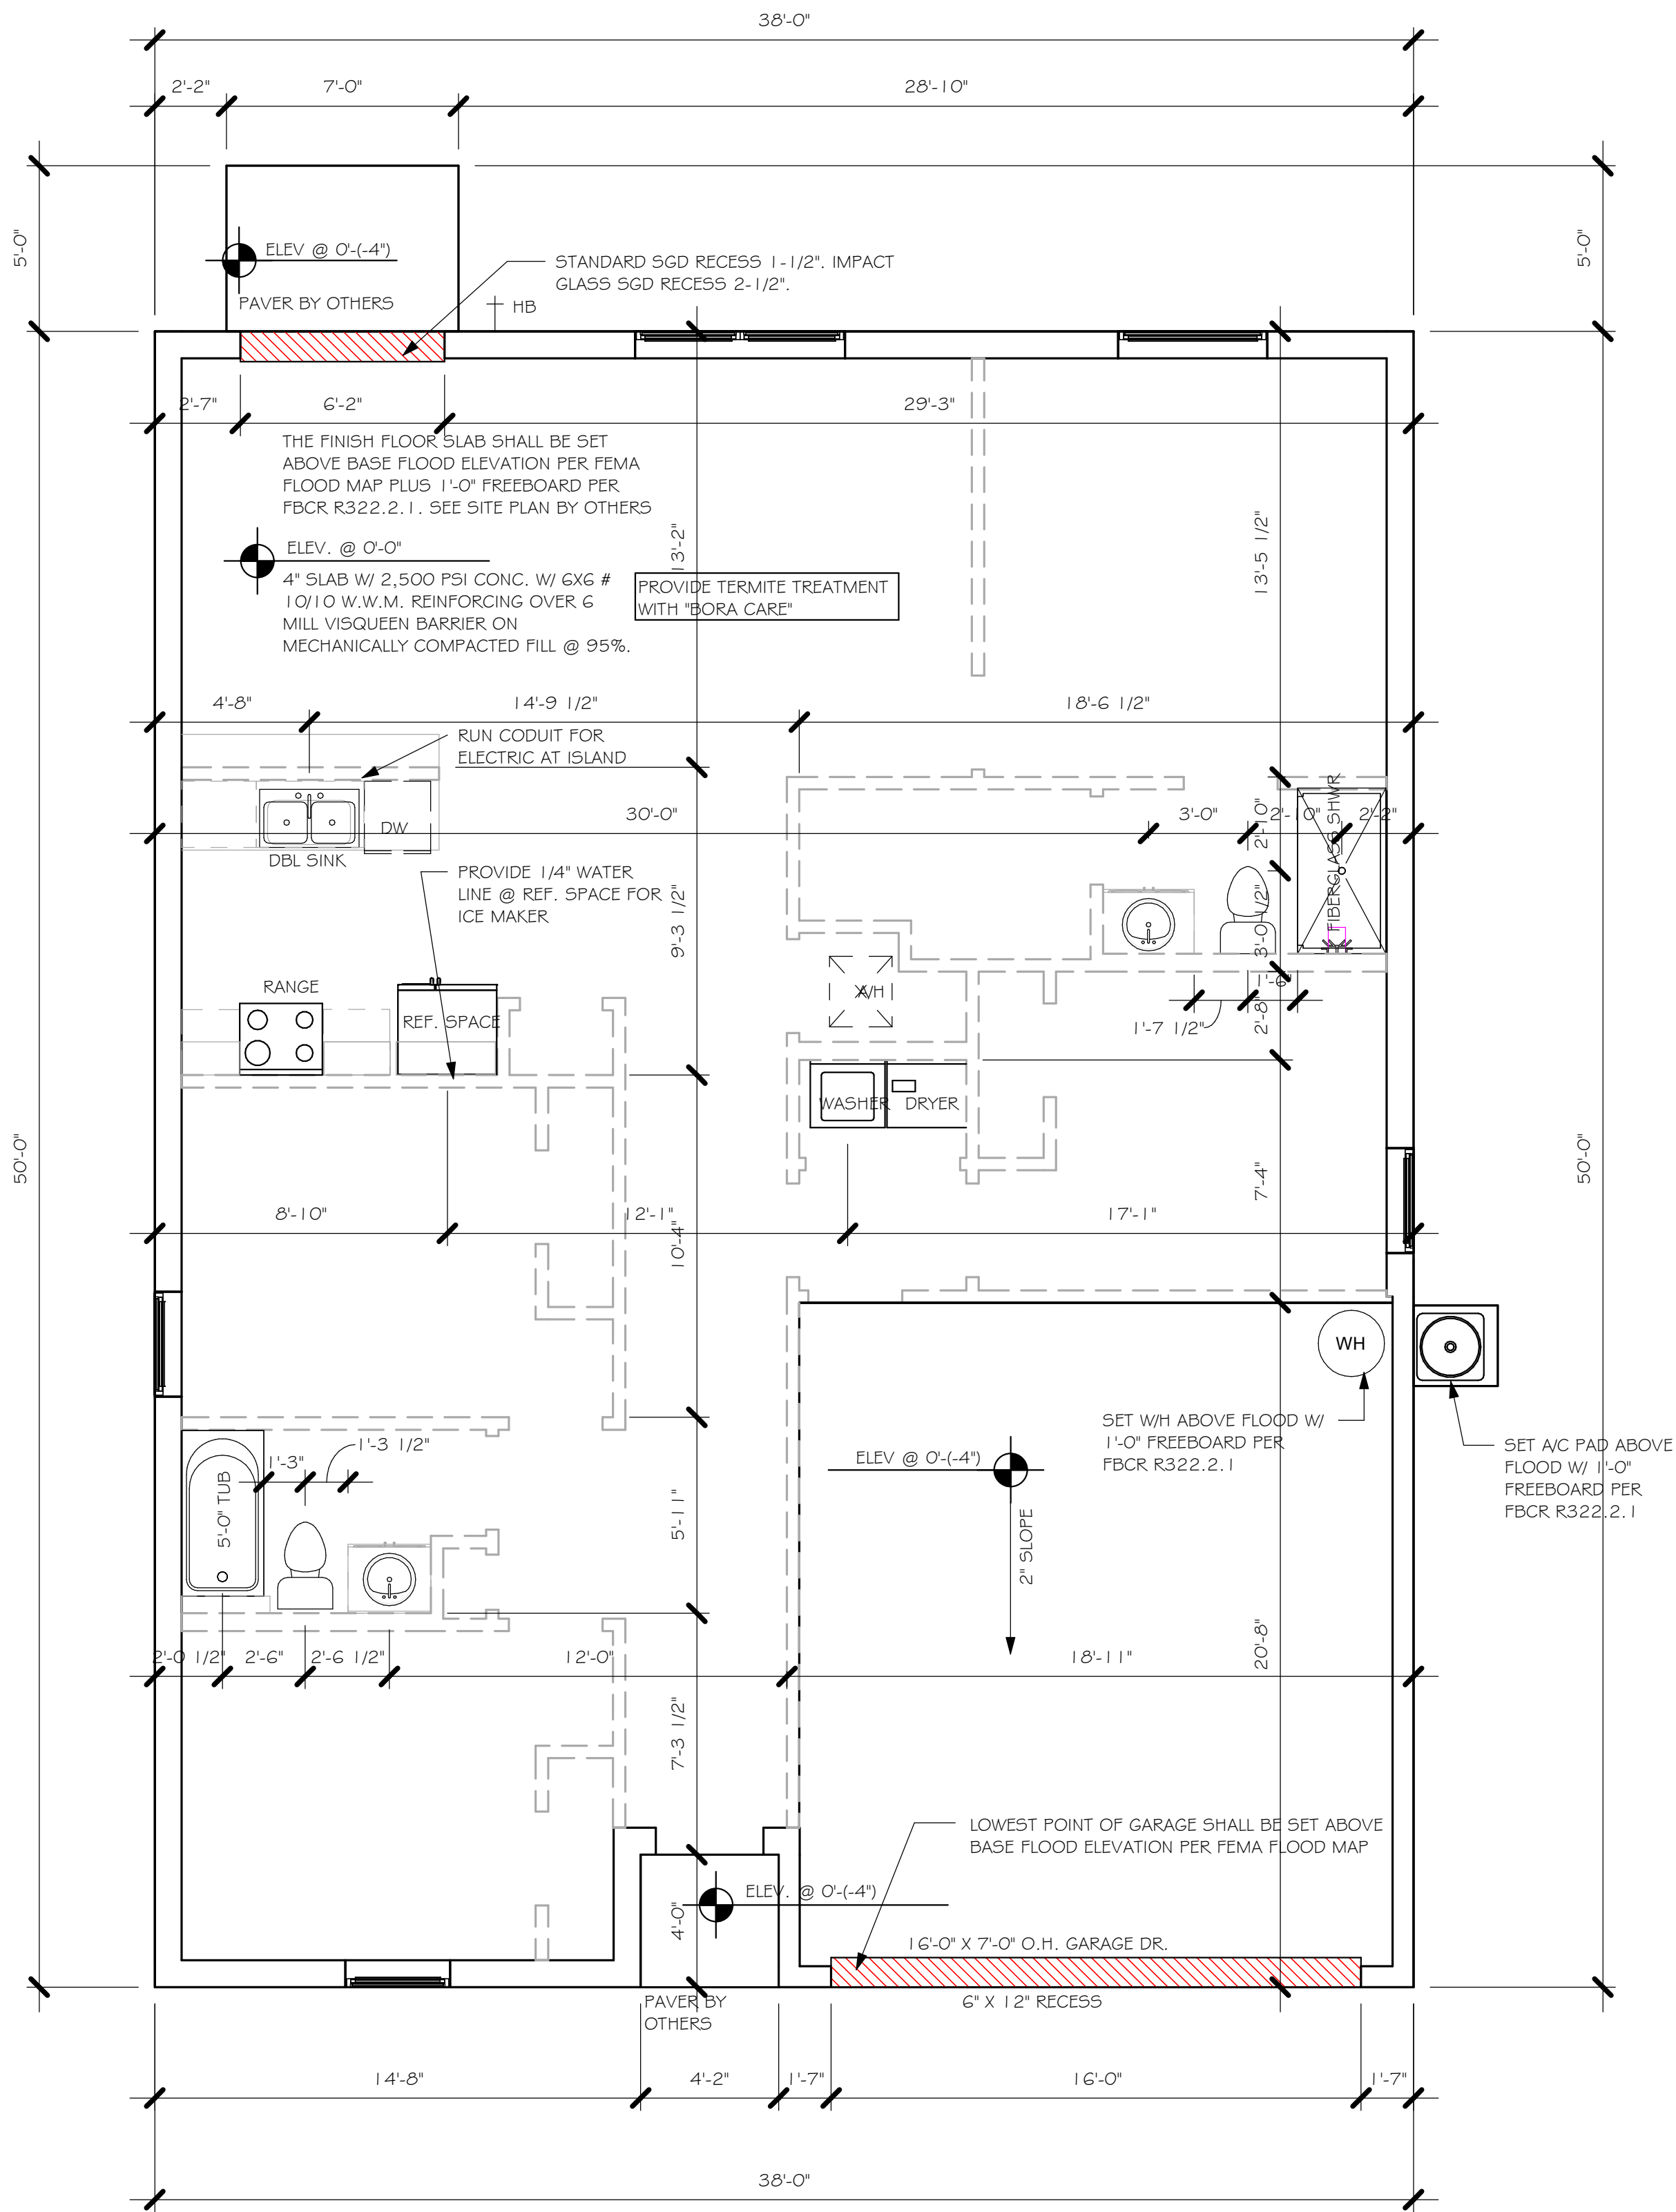 38'-0"
2'-2"
7'-0"
28'-10"
5'-0"
5'-0"
ELEV @ 0'-(-4")
PAVER BY OTHERS
STANDARD SGD RECESS 1-1/2". IMPACT
GLASS SGD RECESS 2-1/2".
HB
2'-7"
6'-2"
29'-3"
THE FINISH FLOOR SLAB SHALL BE SET
ABOVE BASE FLOOD ELEVATION PER FEMA
FLOOD MAP PLUS 1'-0" FREEBOARD PER
FBCR R322.2.1. SEE SITE PLAN BY OTHERS
13'-2"
13'-5 1/2"
ELEV. @ 0'-0"
4" SLAB W/ 2,500 PSI CONC. W/ 6X6 #
10/10 W.W.M. REINFORCING OVER 6
MILL VISQUEEN BARRIER ON
MECHANICALLY COMPACTED FILL @ 95%.
PROVIDE TERMITE TREATMENT
WITH "BORA CARE"
4'-8"
14'-9 1/2"
18'-6 1/2"
RUN CODUIT FOR
ELECTRIC AT ISLAND
DW
DBL SINK
30'-0"
3'-0"
2'-10"
2'-10"
2'-2"
FIBERGLASS SHWR
PROVIDE 1/4" WATER
LINE @ REF. SPACE FOR
ICE MAKER
9'-3 1/2"
3'-0 1/2"
A/H
RANGE
REF. SPACE
1'-6"
1'-7 1/2"
2'-8"
WASHER
DRYER
50'-0"
50'-0"
7'-4"
8'-10"
12'-1"
17'-1"
10'-4"
WH
SET W/H ABOVE FLOOD W/
1'-0" FREEBOARD PER
FBCR R322.2.1
SET A/C PAD ABOVE
FLOOD W/ 1'-0"
FREEBOARD PER
FBCR R322.2.1
ELEV @ 0'-(-4")
1'-3"
1'-3 1/2"
5'-0" TUB
5'-11"
2" SLOPE
2'-0 1/2"
2'-6"
2'-6 1/2"
12'-0"
18'-11"
20'-8"
7'-3 1/2"
LOWEST POINT OF GARAGE SHALL BE SET ABOVE
BASE FLOOD ELEVATION PER FEMA FLOOD MAP
ELEV. @ 0'-(-4")
4'-0"
16'-0" X 7'-0" O.H. GARAGE DR.
PAVER BY
OTHERS
6" X 12" RECESS
14'-8"
4'-2"
1'-7"
16'-0"
1'-7"
38'-0"